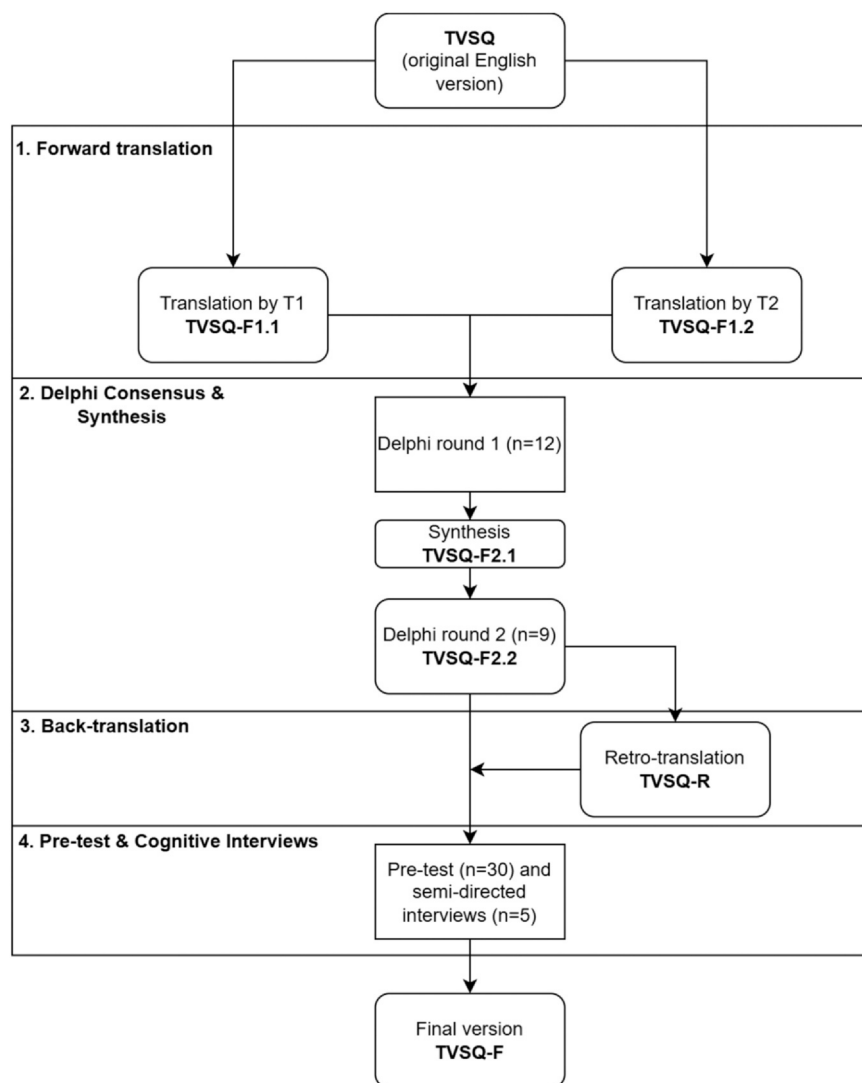 TVSQ
(original English
version)
1. Forward translation
Translation by T1
TVSQ-F1.1
Translation by T2
TVSQ-F1.2
2. Delphi Consensus &
Synthesis
Delphi round 1 (n=12)
Synthesis
TVSQ-F2.1
Delphi round 2 (n=9)
TVSQ-F2.2
3. Back-translation
Retro-translation
TVSQ-R
4. Pre-test & Cognitive Interviews
Pre-test (n=30) and
semi-directed
interviews (n=5)
Final version
TVSQ-F